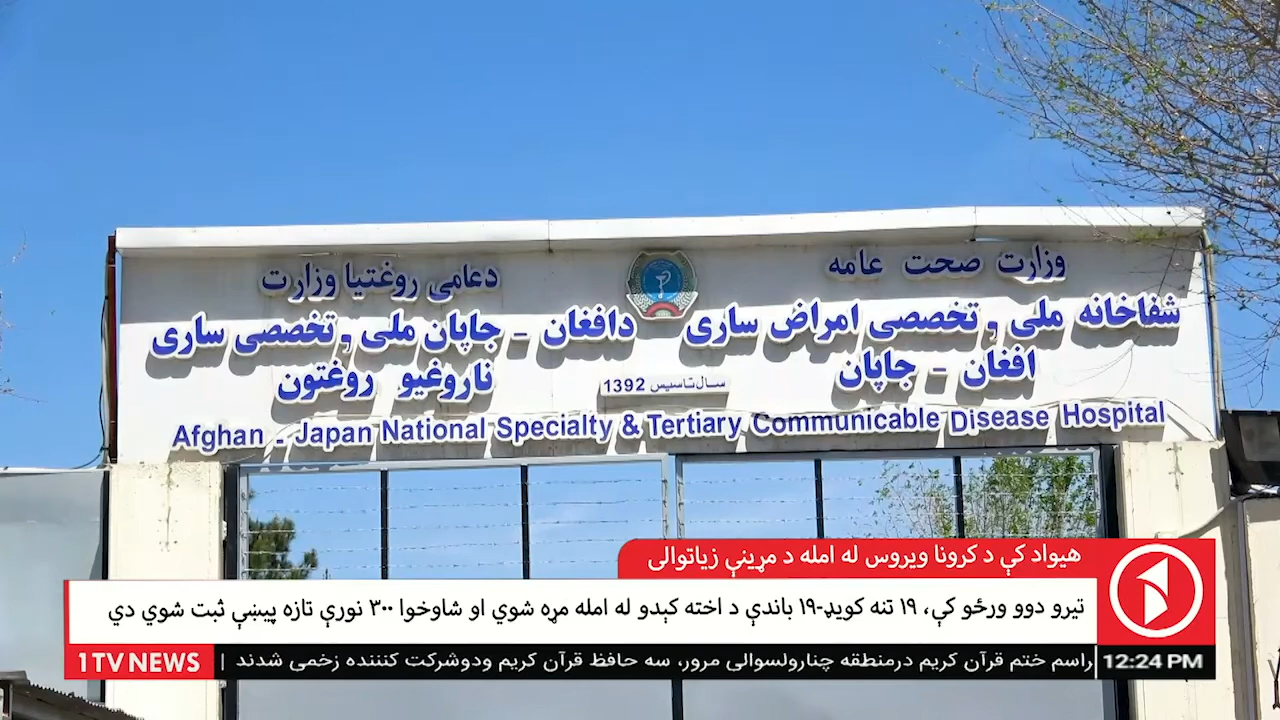 وزارت صحت عامه
شفاخانه ملی و تخصصی امراض ساری
افغان - جاپان
دعامی روغتیا وزارت
دافغان - جاپان ملی و تخصصی ساری
ناروغیو روغتون
سال تاسیس 1392
Afghan - Japan National Specialty & Tertiary Communicable Disease Hospital
هیواد کې د کرونا ویروس له امله د مړینې زیاتوالی
تیرو دوو ورځو کې، ۱۹ تنه کویډ-۱۹ باندې د اخته کېدو له امله مړه شوي او شاوخوا ۳۰۰ نورې تازه پیښې ثبت شوي دي
1TV NEWS
راسم ختم قرآن کریم درمنطقه چنارولسوالی مرور، سه حافظ قرآن کریم ودوشرکت کنننده زخمی شدند |
12:24 PM